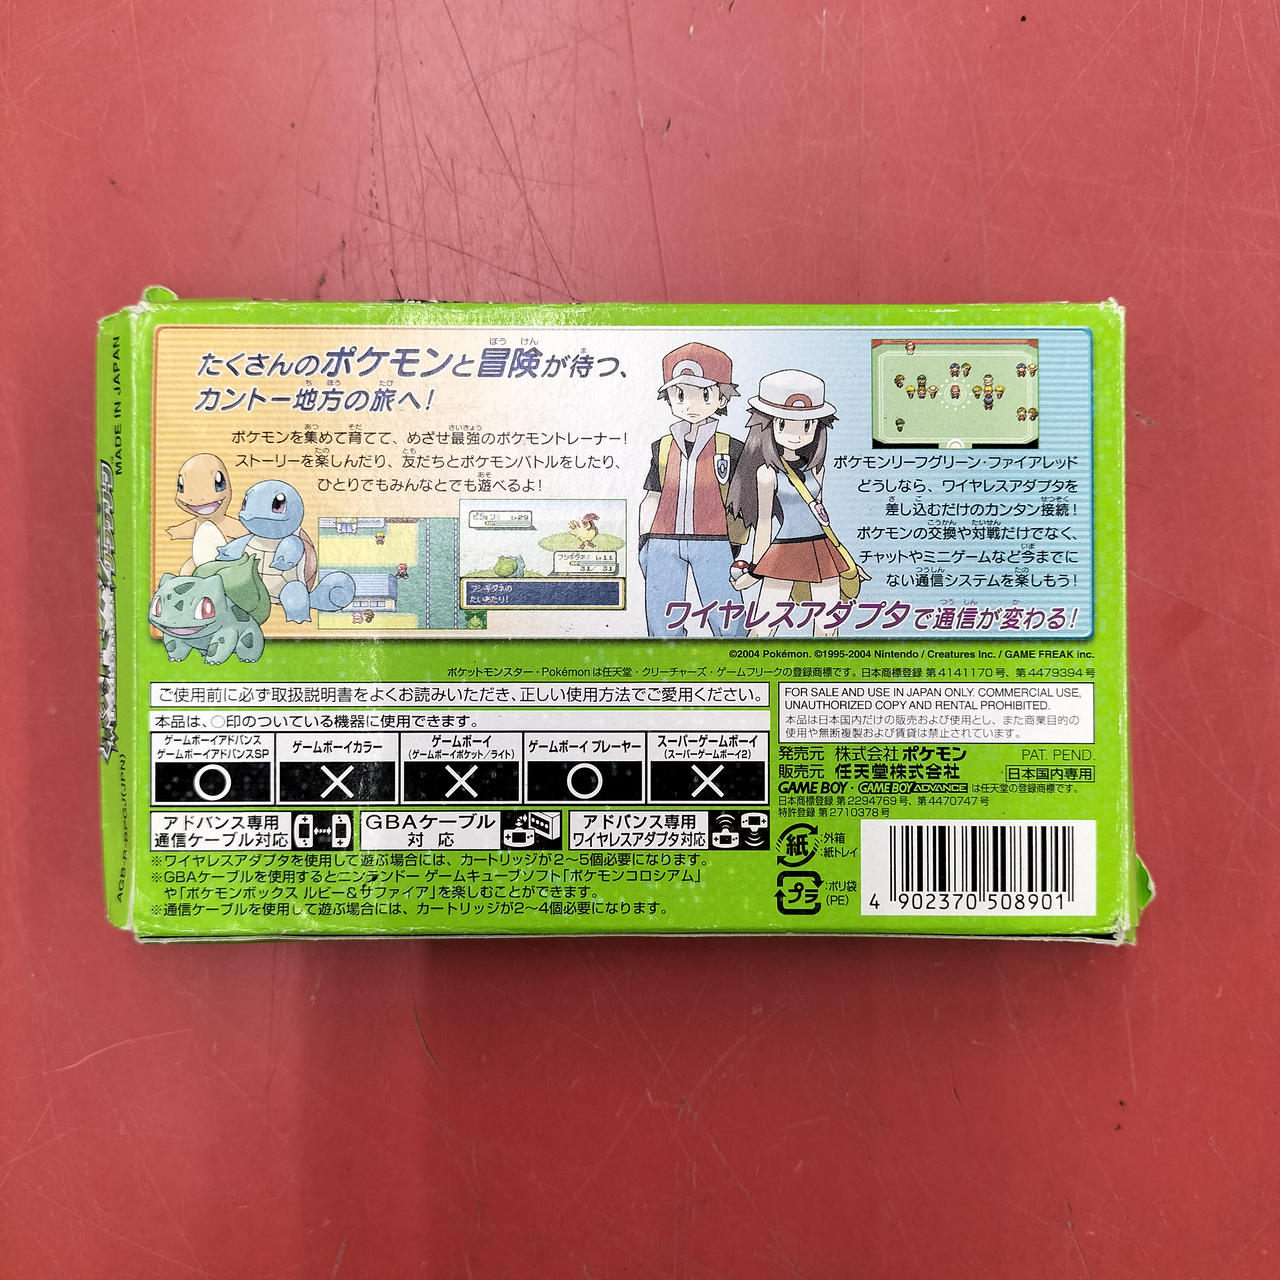 MADE IN JAPAN
たくさんのポケモンと冒険が待つ、
カントー地方の旅へ!
ポケモンを集めて育てて、めざせ最強のポケモントレーナー!
ストーリーを楽しんだり、友だちとポケモンバトルをしたり、
ひとりでもみんなとでも遊べるよ!
ピジョン Lv29
フシギダネ Lv11
31/ 31
フシギダネの
たいあたり!
ポケモンリーフグリーン・ファイアレッド
どうしなら、ワイヤレスアダプタを
差し込むだけのカンタン接続!
ポケモンの交換や対戦だけでなく、
チャットやミニゲームなど今までに
ない通信システムを楽しもう!
ワイヤレスアダプタで通信が変わる!
©2004 Pokémon. ©1995-2004 Nintendo / Creatures Inc. / GAME FREAK inc.
ポケットモンスター・Pokémonは任天堂・クリーチャーズ・ゲームフリークの登録商標です。日本商標登録 第4141170号、第4479394号
ご使用前に必ず取扱説明書をよくお読みいただき、正しい使用方法でご愛用ください。
本品は、○印のついている機器に使用できます。
ゲームボーイアドバンス
ゲームボーイアドバンスSP
○
ゲームボーイカラー
×
ゲームボーイ
(ゲームボーイポケット/ライト)
×
ゲームボーイ プレーヤー
○
スーパーゲームボーイ
(スーパーゲームボーイ2)
×
アドバンス専用
通信ケーブル対応
GBAケーブル
対応
アドバンス専用
ワイヤレスアダプタ対応
※ワイヤレスアダプタを使用して遊ぶ場合には、カートリッジが2〜5個必要になります。
※GBAケーブルを使用するとニンテンドー ゲームキューブソフト「ポケモンコロシアム」
や「ポケモンボックス ルビー&サファイア」を楽しむことができます。
※通信ケーブルを使用して遊ぶ場合には、カートリッジが2〜4個必要になります。
FOR SALE AND USE IN JAPAN ONLY. COMMERCIAL USE,
UNAUTHORIZED COPY AND RENTAL PROHIBITED.
本品は日本国内だけの販売および使用とし、また商業目的の
使用や無断複製および賃貸は禁止されています。
発売元 株式会社ポケモン PAT. PEND.
販売元 任天堂株式会社 日本国内専用
GAME BOY・GAME BOY ADVANCE は任天堂の登録商標です。
日本商標登録 第2294769号、第4470747号
特許登録 第2710378号
紙 :外箱
:紙トレイ
プラ :ポリ袋
(PE)
4 902370 508901
AGB-P-BPGJ(JPN)